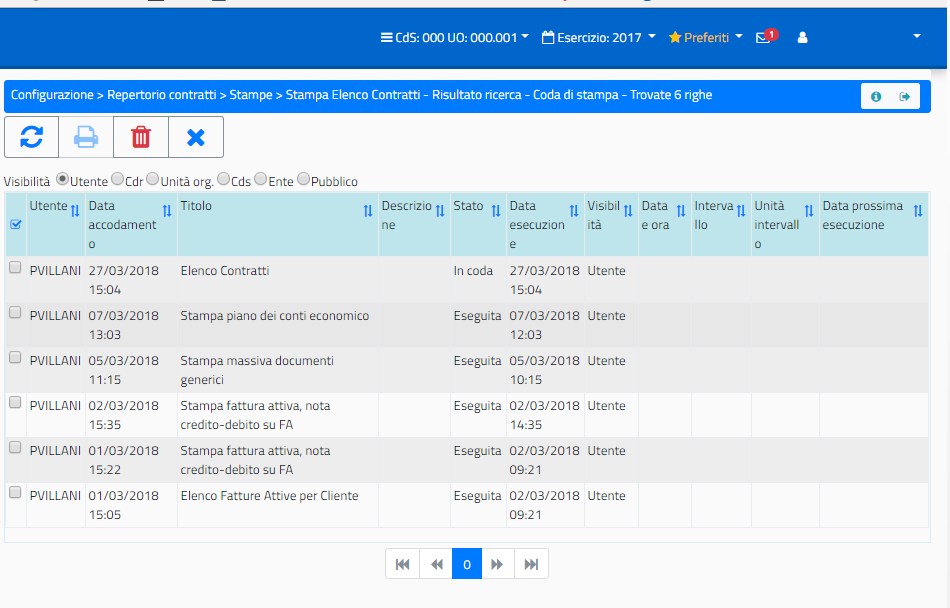 CdS: 000 UO: 000.001 Esercizio: 2017 Preferiti 1
Configurazione > Repertorio contratti > Stampe > Stampa Elenco Contratti - Risultato ricerca - Coda di stampa - Trovate 6 righe
Visibilità Utente Cdr Unità org. Cds Ente Pubblico
Utente Data accodamento Titolo Descrizione Stato Data esecuzione Visibilità Data e ora Intervallo Unità intervallo Data prossima esecuzione
PVILLANI 27/03/2018 Elenco Contratti In coda 27/03/2018 Utente
15:04 15:04
PVILLANI 07/03/2018 Stampa piano dei conti economico Eseguita 07/03/2018 Utente
13:03 12:03
PVILLANI 05/03/2018 Stampa massiva documenti Eseguita 05/03/2018 Utente
11:15 generici 10:15
PVILLANI 02/03/2018 Stampa fattura attiva, nota Eseguita 02/03/2018 Utente
15:35 credito-debito su FA 14:35
PVILLANI 01/03/2018 Stampa fattura attiva, nota Eseguita 02/03/2018 Utente
15:22 credito-debito su FA 09:21
PVILLANI 01/03/2018 Elenco Fatture Attive per Cliente Eseguita 02/03/2018 Utente
15:05 09:21
0